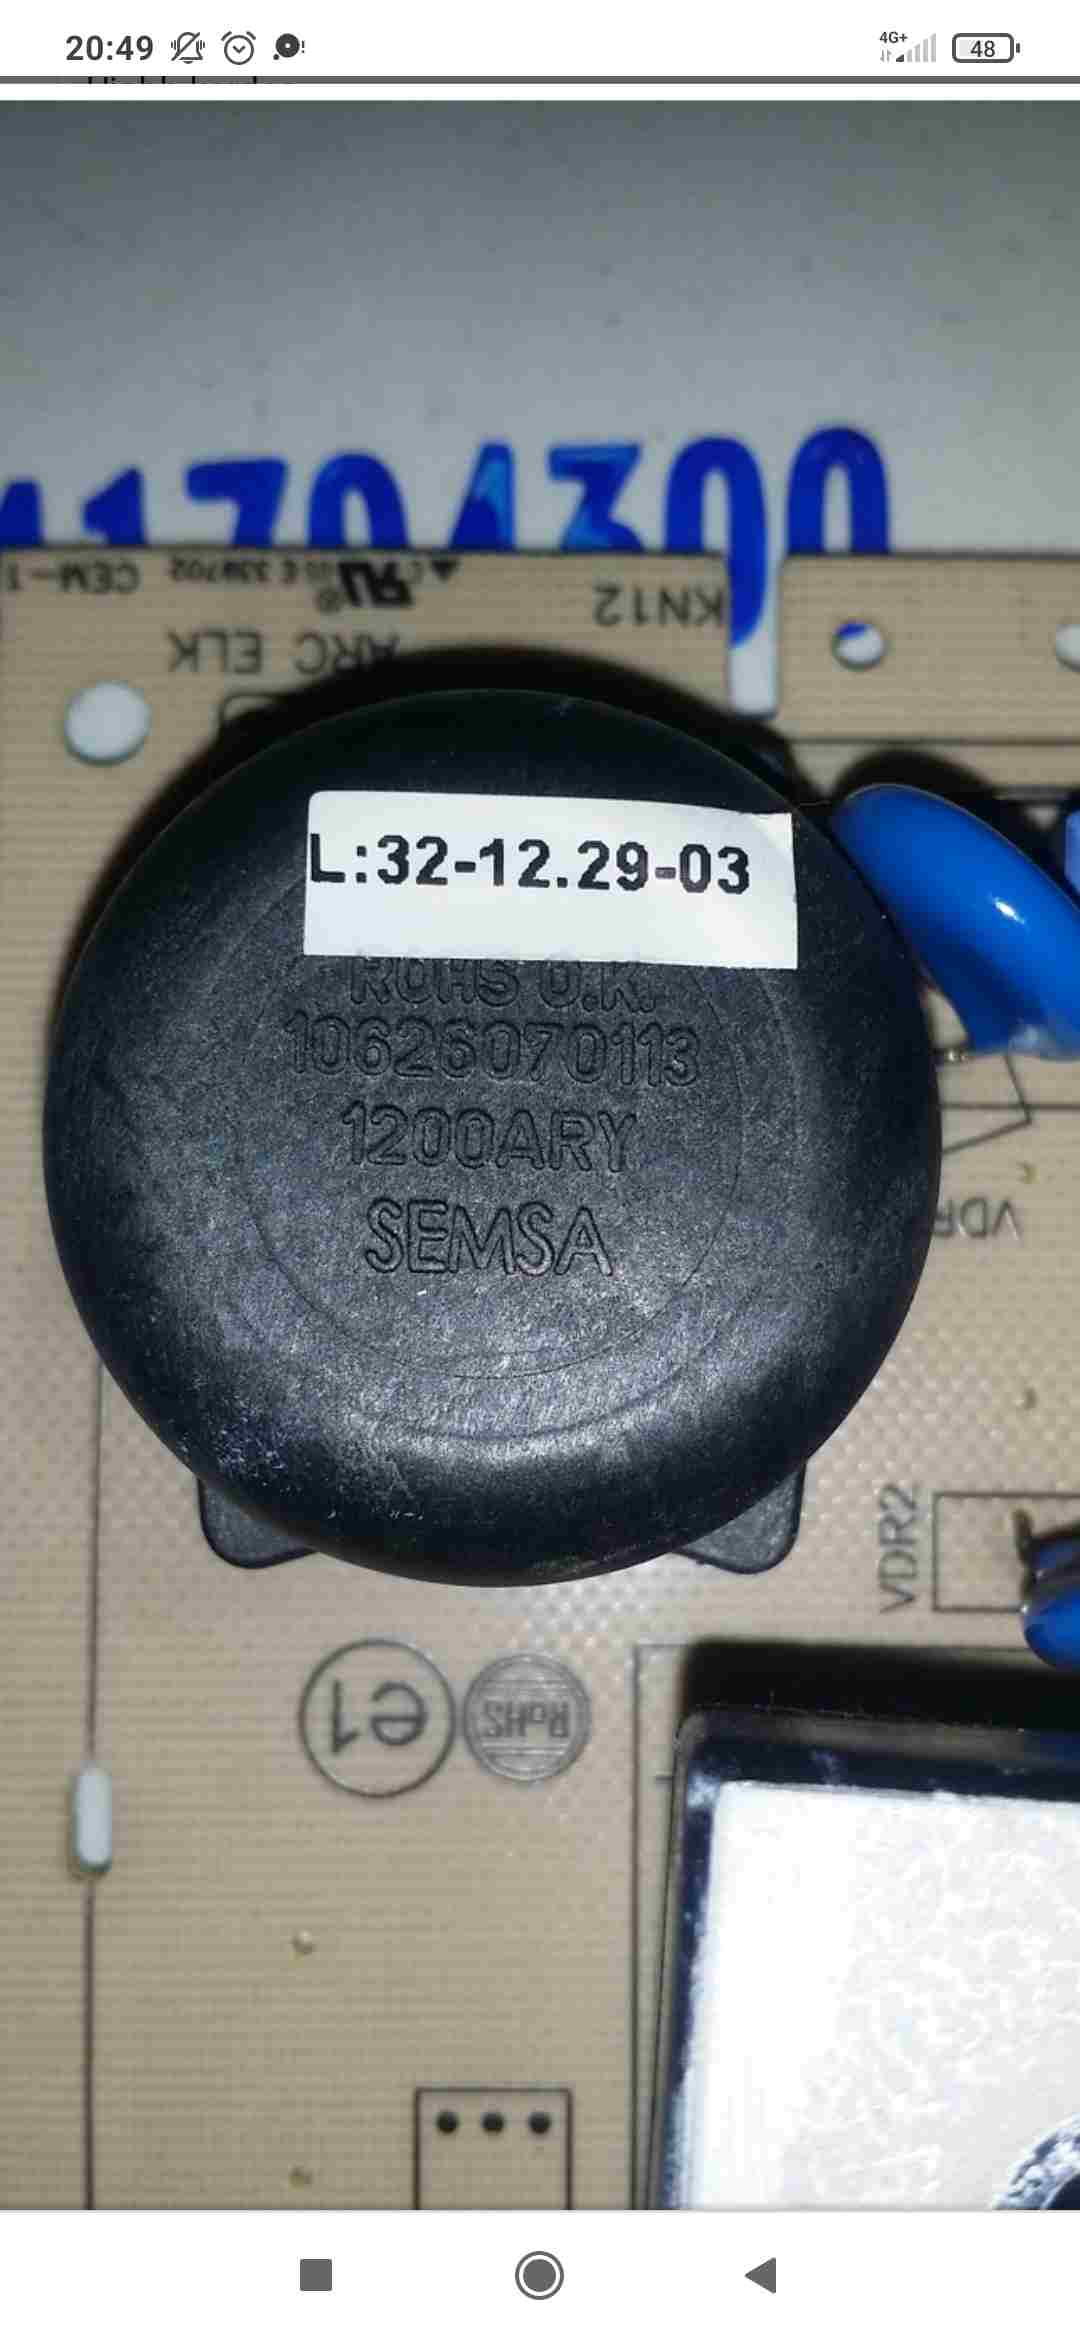 20:49
4G+
48
11704300
CEM-1
KN12
ARC ELK
L:32-12.29-03
ROHS O.K.
10626070113
1200ARY
SEMSA
VDR2
e1
RoHS